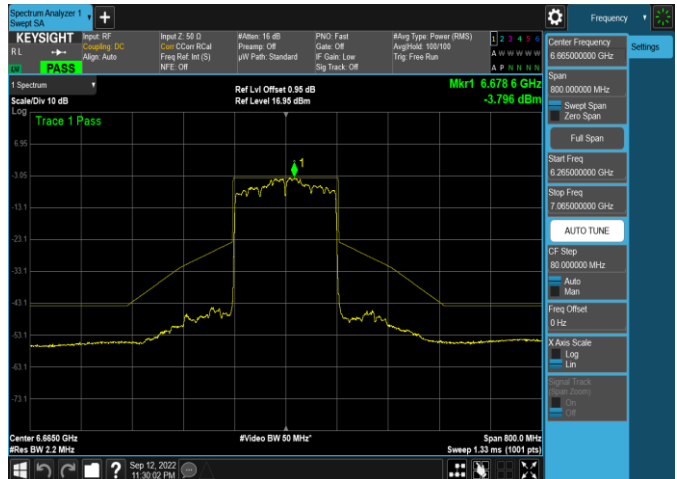 Spectrum Analyzer 1
Swept SA
Frequency
KEYSIGHT
Input: RF
Input Z: 50 Ω
#Atten: 16 dB
PNO: Fast
#Avg Type: Power (RMS)
1 2 3 4 5 6
Coupling: DC
Corr CCorr RCal
Preamp: Off
Gate: Off
Avg|Hold: 100/100
A W W W W W
R L
Align: Auto
Freq Ref: Int (S)
µW Path: Standard
IF Gain: Low
Trig: Free Run
A P N N N N
NFE: Off
Sig Track: Off
PASS
1 Spectrum
Scale/Div 10 dB
Ref Lvl Offset 0.95 dB
Ref Level 16.95 dBm
Mkr1 6.678 6 GHz
-3.796 dBm
Log
Trace 1 Pass
1
6.95
-3.05
-13.1
-23.1
-33.1
-43.1
-53.1
-63.1
-73.1
Center 6.6650 GHz
#Video BW 50 MHz*
Span 800.0 MHz
#Res BW 2.2 MHz
Sweep 1.33 ms (1001 pts)
Sep 12, 2022
11:30:02 PM
Center Frequency
6.665000000 GHz
Settings
Span
800.000000 MHz
Swept Span
Zero Span
Full Span
Start Freq
6.265000000 GHz
Stop Freq
7.065000000 GHz
AUTO TUNE
CF Step
80.000000 MHz
Auto
Man
Freq Offset
0 Hz
X Axis Scale
Log
Lin
Signal Track
(Span Zoom)
On
Off